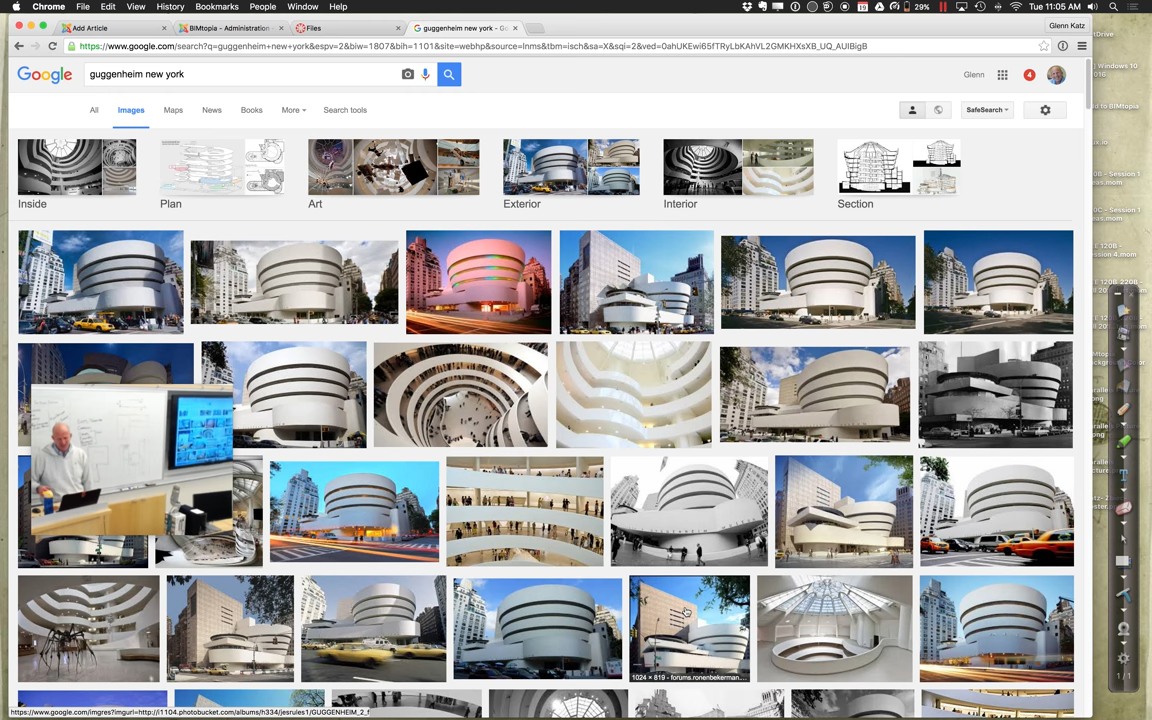 Chrome File Edit View History Bookmarks People Window Help
29% Tue 11:05 AM
Add Article
BIMtopia - Administration
Files
guggenheim new york - Go
Glenn Katz
https://www.google.com/search?q=guggenheim+new+york&espv=2&biw=1807&bih=1101&site=webhp&source=lnms&tbm=isch&sa=X&sqi=2&ved=0ahUKEwi65fTRyLbKAhVL2GMKHXsXB_UQ_AUIBigB
Google
guggenheim new york
Glenn
4
All Images Maps News Books More Search tools
SafeSearch
Inside Plan Art Exterior Interior Section
1024 × 819 - forums.ronenbekerman....
https://www.google.com/imgres?imgurl=http://i1104.photobucket.com/albums/h334/jesrules1/GUGGENHEIM_2_f
1 / 1